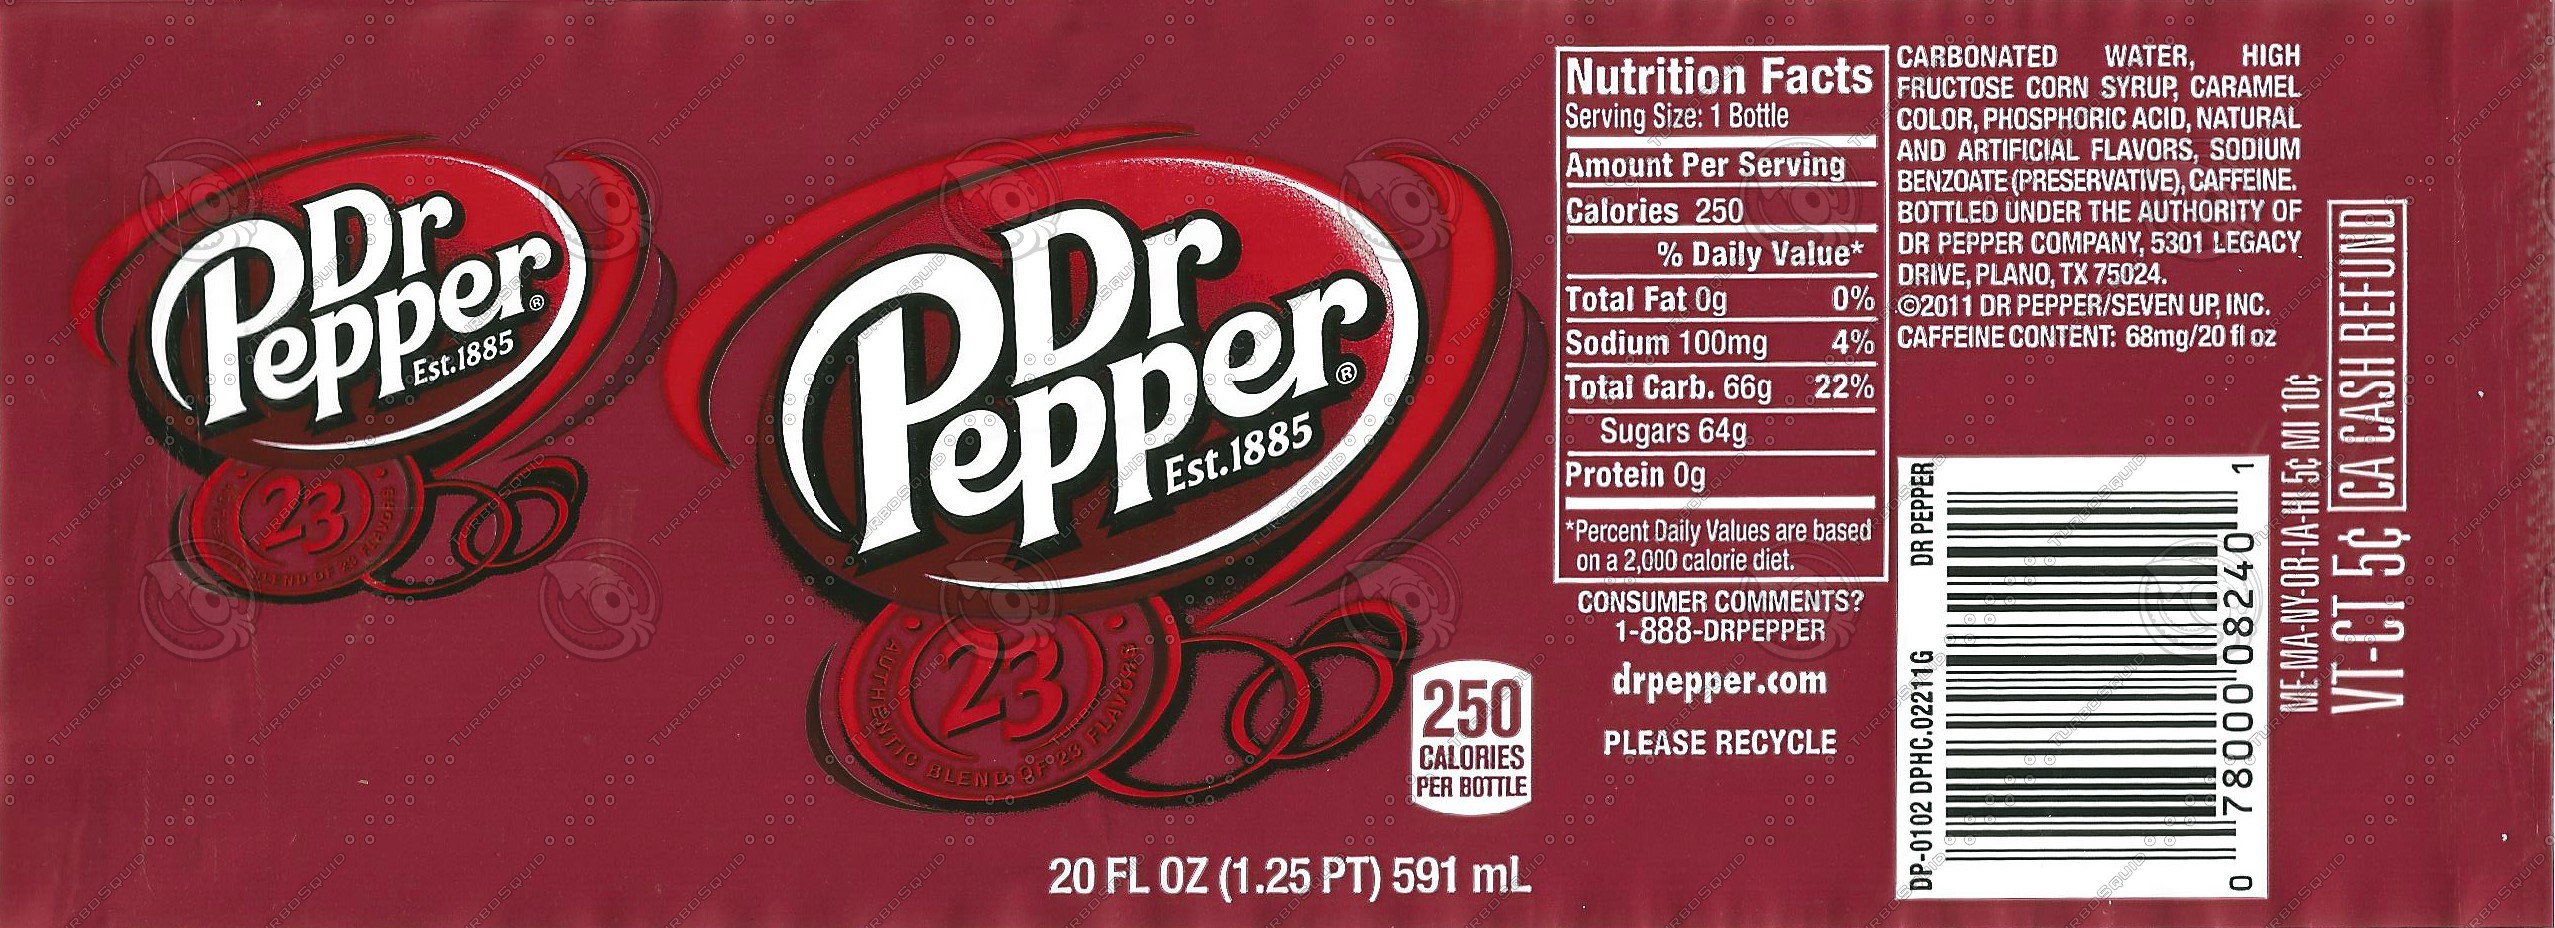 Dr
Pepper®
Est.1885
23
BLEND OF 23 FLAVORS
Dr
Pepper®
Est.1885
23
AUTHENTIC BLEND OF 23 FLAVORS
250
CALORIES
PER BOTTLE
20 FL OZ (1.25 PT) 591 mL
Nutrition Facts
Serving Size: 1 Bottle
Amount Per Serving
Calories 250
% Daily Value*
Total Fat 0g 0%
Sodium 100mg 4%
Total Carb. 66g 22%
Sugars 64g
Protein 0g
*Percent Daily Values are based
on a 2,000 calorie diet.
CONSUMER COMMENTS?
1-888-DRPEPPER
drpepper.com
PLEASE RECYCLE
CARBONATED WATER, HIGH
FRUCTOSE CORN SYRUP, CARAMEL
COLOR, PHOSPHORIC ACID, NATURAL
AND ARTIFICIAL FLAVORS, SODIUM
BENZOATE (PRESERVATIVE), CAFFEINE.
BOTTLED UNDER THE AUTHORITY OF
DR PEPPER COMPANY, 5301 LEGACY
DRIVE, PLANO, TX 75024.
©2011 DR PEPPER/SEVEN UP, INC.
CAFFEINE CONTENT: 68mg/20 fl oz
DP-0102 DPHC.02211G DR PEPPER
0 78000 08240 1
ME-MA-NY-OR-IA-HI 5¢ MI 10¢
VT-CT 5¢ CA CASH REFUND
TURBOSQUID